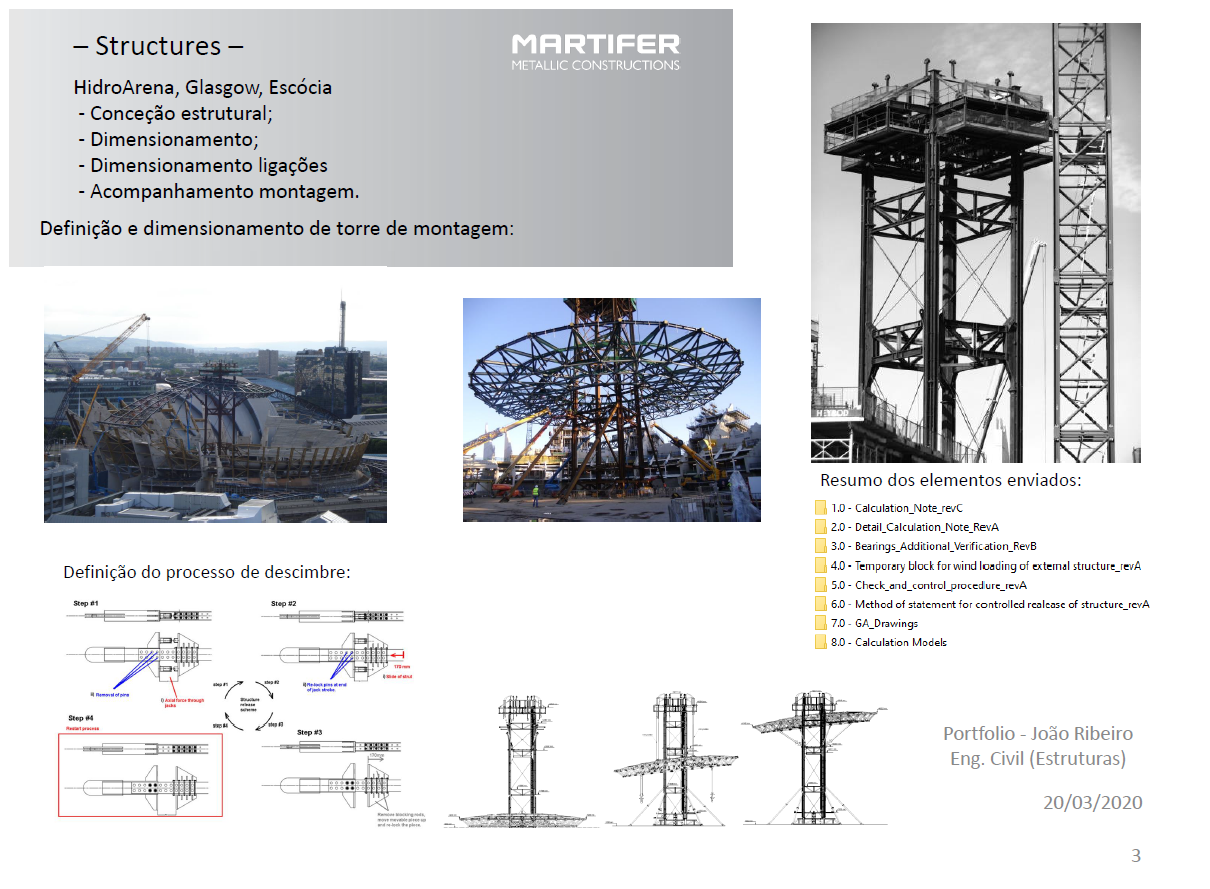 – Structures –
MARTIFER
METALLIC CONSTRUCTIONS
HidroArena, Glasgow, Escócia
- Conceção estrutural;
- Dimensionamento;
- Dimensionamento ligações
- Acompanhamento montagem.
Definição e dimensionamento de torre de montagem:
Resumo dos elementos enviados:
1.0 - Calculation_Note_revC
2.0 - Detail_Calculation_Note_RevA
3.0 - Bearings_Additional_Verification_RevB
4.0 - Temporary block for wind loading of external structure_revA
5.0 - Check_and_control_procedure_revA
6.0 - Method of statement for controlled realease of structure_revA
7.0 - GA_Drawings
8.0 - Calculation Models
Definição do processo de descimbre:
Step #1
Step #2
170 mm
ii) Removal of pins
i) Axial force through
jacks
ii) Re-lock pins at end
of jack stroke.
i) Slide of strut
step #1
step #2
Structure
release
scheme
step #4
step #3
Step #4
Restart process
Step #3
170mm
Remove blocking nuts,
move movable piece up
and re-lock the piece.
Portfolio - João Ribeiro
Eng. Civil (Estruturas)
20/03/2020
3